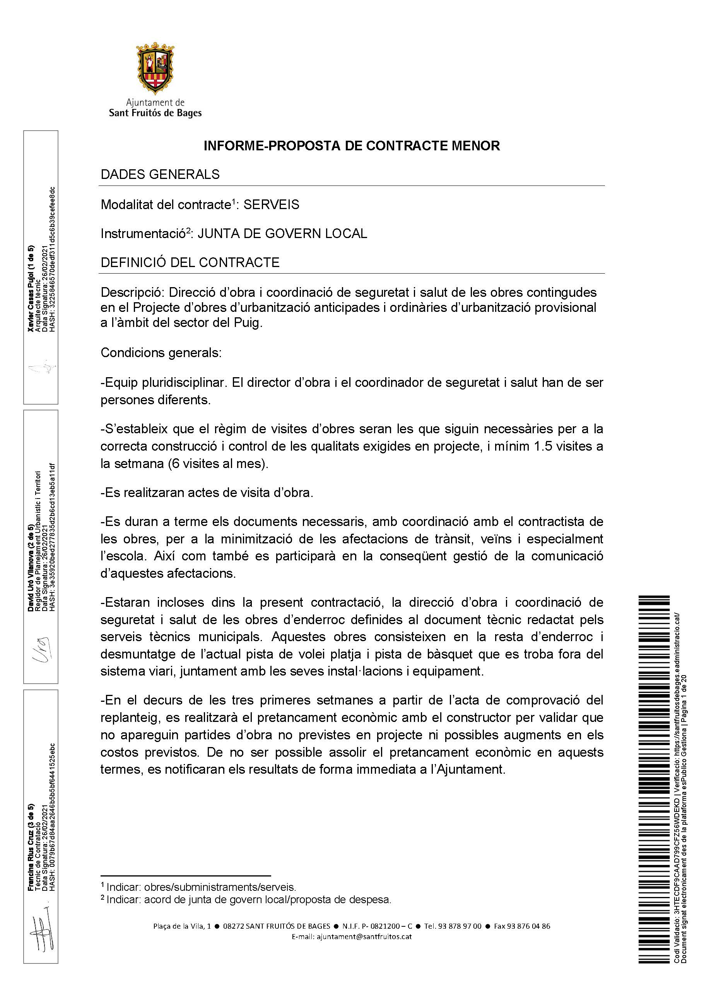 Ajuntament de
Sant Fruitós de Bages
INFORME-PROPOSTA DE CONTRACTE MENOR
DADES GENERALS
Modalitat del contracte1: SERVEIS
Instrumentació2: JUNTA DE GOVERN LOCAL
DEFINICIÓ DEL CONTRACTE
Descripció: Direcció d’obra i coordinació de seguretat i salut de les obres contingudes
en el Projecte d’obres d’urbanització anticipades i ordinàries d’urbanització provisional
a l’àmbit del sector del Puig.
Condicions generals:
-Equip pluridisciplinar. El director d’obra i el coordinador de seguretat i salut han de ser
persones diferents.
-S’estableix que el règim de visites d’obres seran les que siguin necessàries per a la
correcta construcció i control de les qualitats exigides en projecte, i mínim 1.5 visites a
la setmana (6 visites al mes).
-Es realitzaran actes de visita d’obra.
-Es duran a terme els documents necessaris, amb coordinació amb el contractista de
les obres, per a la minimització de les afectacions de trànsit, veïns i especialment
l’escola. Així com també es participarà en la conseqüent gestió de la comunicació
d’aquestes afectacions.
-Estaran incloses dins la present contractació, la direcció d’obra i coordinació de
seguretat i salut de les obres d’enderroc definides al document tècnic redactat pels
serveis tècnics municipals. Aquestes obres consisteixen en la resta d’enderroc i
desmuntatge de l’actual pista de volei platja i pista de bàsquet que es troba fora del
sistema viari, juntament amb les seves instal·lacions i equipament.
-En el decurs de les tres primeres setmanes a partir de l’acta de comprovació del
replanteig, es realitzarà el pretancament econòmic amb el constructor per validar que
no apareguin partides d’obra no previstes en projecte ni possibles augments en els
costos previstos. De no ser possible assolir el pretancament econòmic en aquests
termes, es notificaran els resultats de forma immediata a l’Ajuntament.
1 Indicar: obres/subministraments/serveis.
2 Indicar: acord de junta de govern local/proposta de despesa.
Plaça de la Vila, 1 ● 08272 SANT FRUITÓS DE BAGES ● N.I.F. P- 0821200 – C ● Tel. 93 878 97 00 ● Fax 93 876 04 86
E-mail: ajuntament@santfruitos.cat
Xavier Casas Pujol (1 de 5)
Arquitecte tècnic
Data Signatura: 26/02/2021
HASH: 3225846570dedf311d5c6b39cefee8dc
David Uró Vilanova (2 de 5)
Regidor de Planejament Urbanístic i Territori
Data Signatura: 26/02/2021
HASH: 3e35920bed277835d2b6cd13eb5a11df
Uró
Francina Rius Cruz (3 de 5)
Tècnic de Contratació
Data Signatura: 26/02/2021
HASH: 0079b67d84aa2646b5b5bf6441525ebc
Codi Validació: 3HTECDF9CAAD799CFZ56WDEKD | Verificació: https://santfruitosdebages.eadministracio.cat/
Document signat electrònicament des de la plataforma esPublico Gestiona | Pàgina 1 de 20